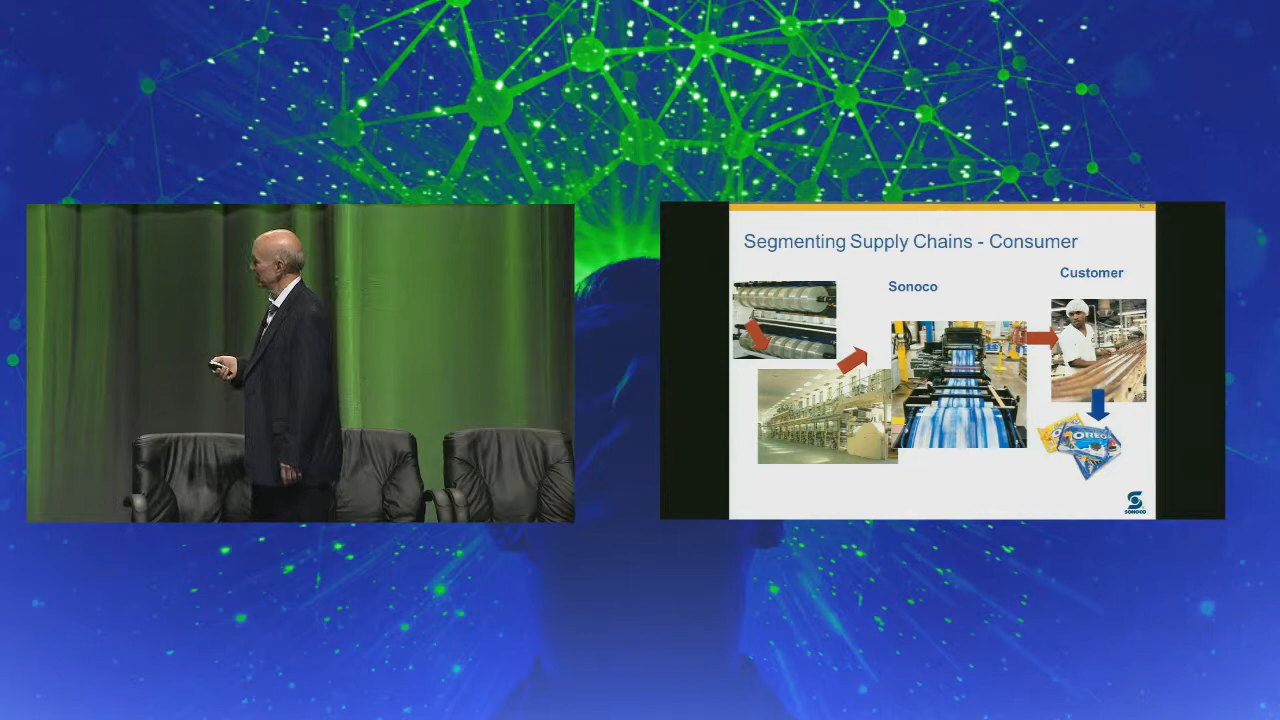 Segmenting Supply Chains - Consumer
Customer
Sonoco
OREO
SONOCO